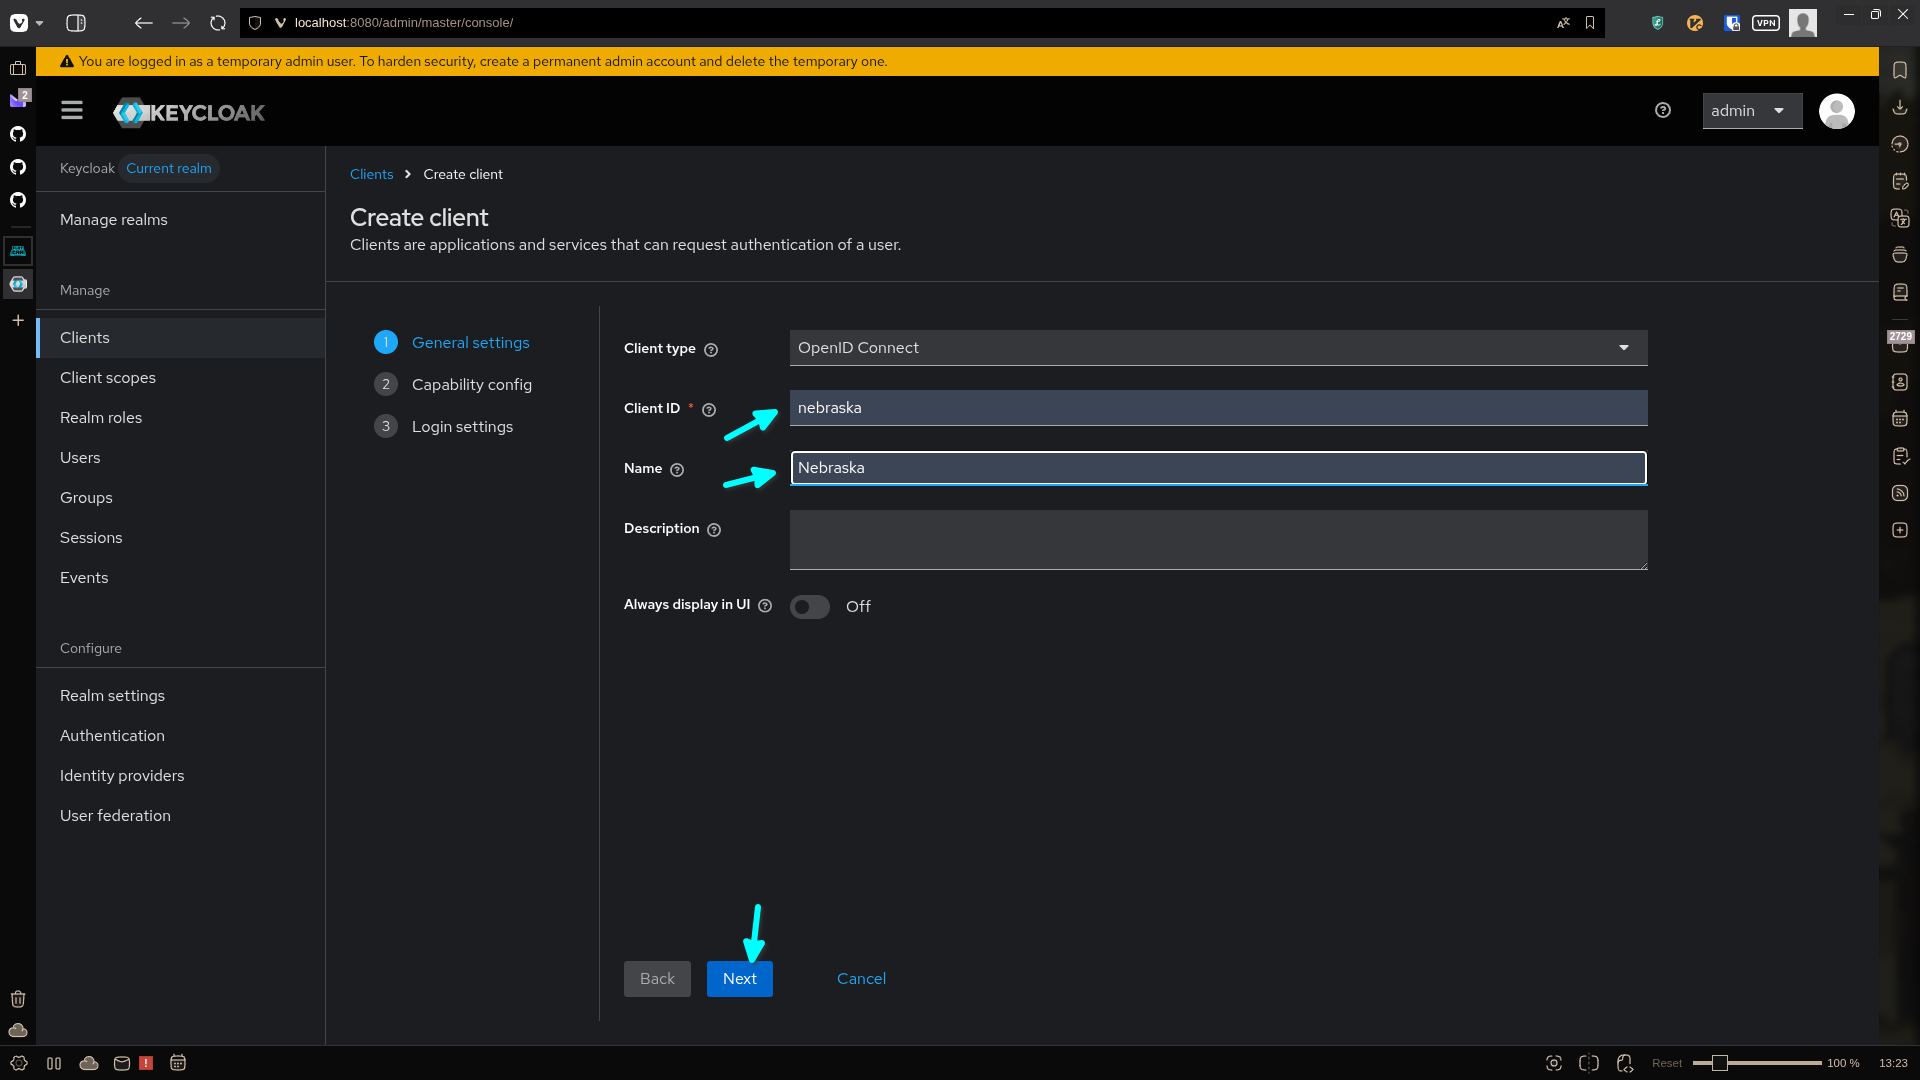 localhost:8080/admin/master/console/
VPN
You are logged in as a temporary admin user. To harden security, create a permanent admin account and delete the temporary one.
2
KEYCLOAK
admin
Keycloak Current realm
Manage realms
Manage
Clients
Client scopes
Realm roles
Users
Groups
Sessions
Events
Configure
Realm settings
Authentication
Identity providers
User federation
Clients > Create client
Create client
Clients are applications and services that can request authentication of a user.
1 General settings
2 Capability config
3 Login settings
Client type OpenID Connect
Client ID * nebraska
Name Nebraska
Description
Always display in UI Off
Back Next Cancel
2729
Reset 100 % 13:23